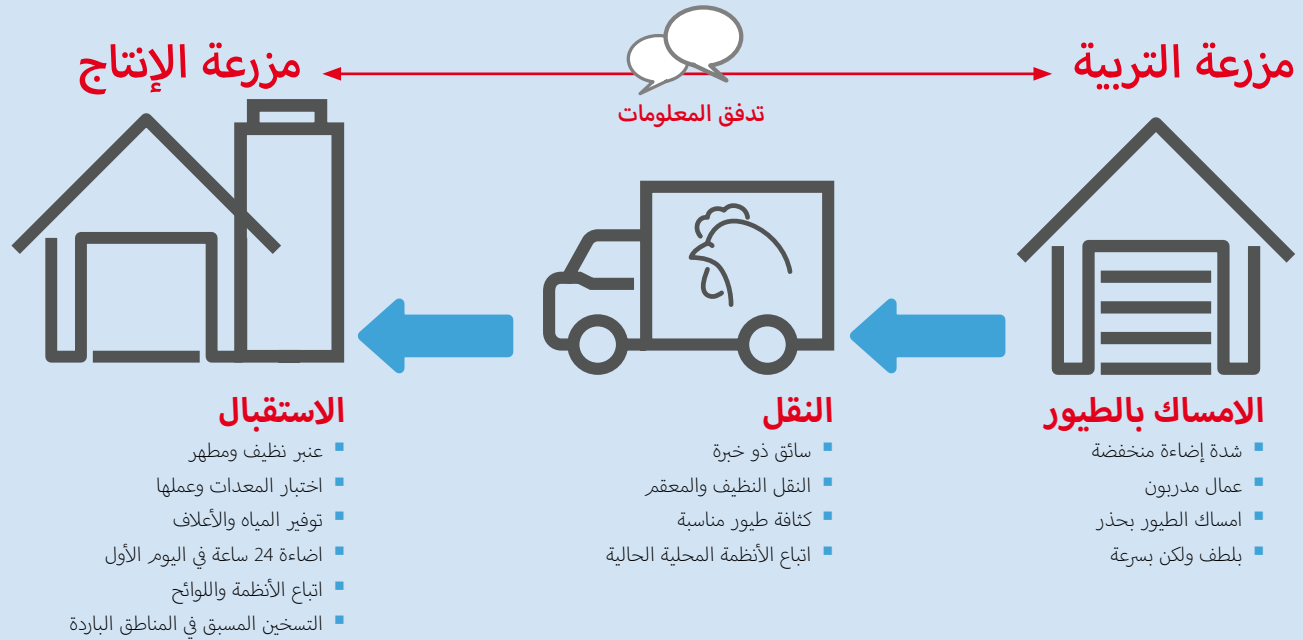 مزرعة التربية
مزرعة الإنتاج
تدفق المعلومات
الامساك بالطيور
شدة إضاءة منخفضة
عمال مدربون
امساك الطيور بحذر
بلطف ولكن بسرعة
النقل
سائق ذو خبرة
النقل النظيف والمعقم
كثافة طيور مناسبة
اتباع الأنظمة المحلية الحالية
الاستقبال
عنبر نظيف ومطهر
اختبار المعدات وعملها
توفير المياه والأعلاف
اضاءة 24 ساعة في اليوم الأول
اتباع الأنظمة واللوائح
التسخين المسبق في المناطق الباردة